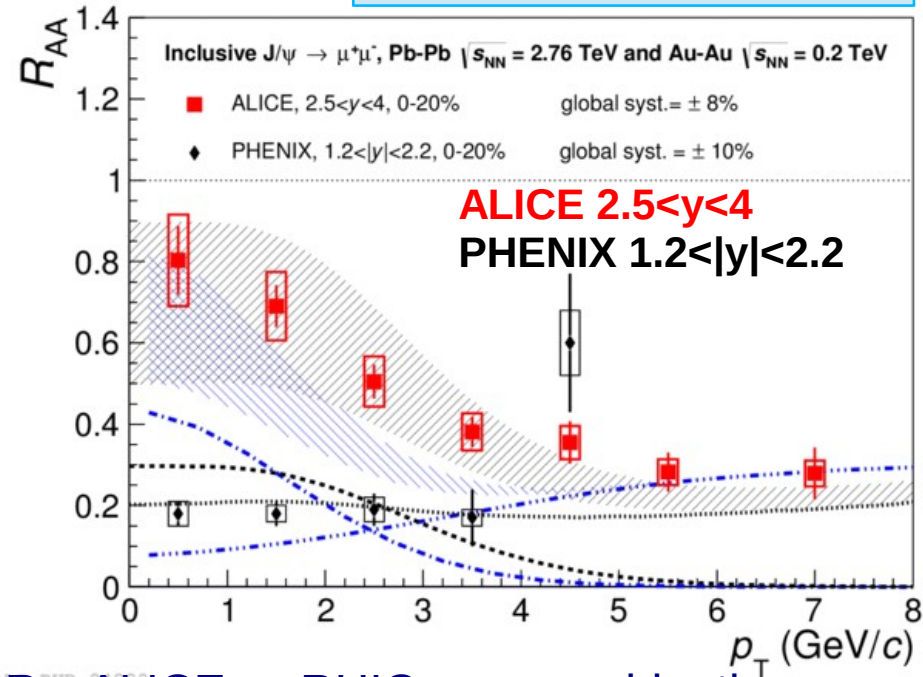 R_AA
Inclusive J/ψ → μ⁺μ⁻, Pb-Pb √s_NN = 2.76 TeV and Au-Au √s_NN = 0.2 TeV
ALICE, 2.5<y<4, 0-20% global syst.= ± 8%
PHENIX, 1.2<|y|<2.2, 0-20% global syst. = ± 10%
ALICE 2.5<y<4
PHENIX 1.2<|y|<2.2
1.4
1.2
1
0.8
0.6
0.4
0.2
0
0 1 2 3 4 5 6 7 8
p_T (GeV/c)